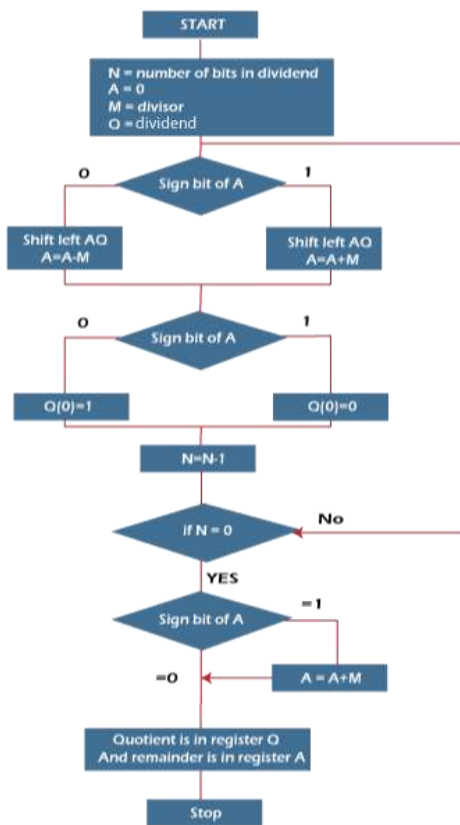 START
N = number of bits in dividend
A = 0
M = divisor
Q = dividend
0
1
Sign bit of A
Shift left AQ
A=A-M
Shift left AQ
A=A+M
0
1
Sign bit of A
Q(0)=1
Q(0)=0
N=N-1
if N = 0
No
YES
Sign bit of A
=1
=0
A = A+M
Quotient is in register Q
And remainder is in register A
Stop